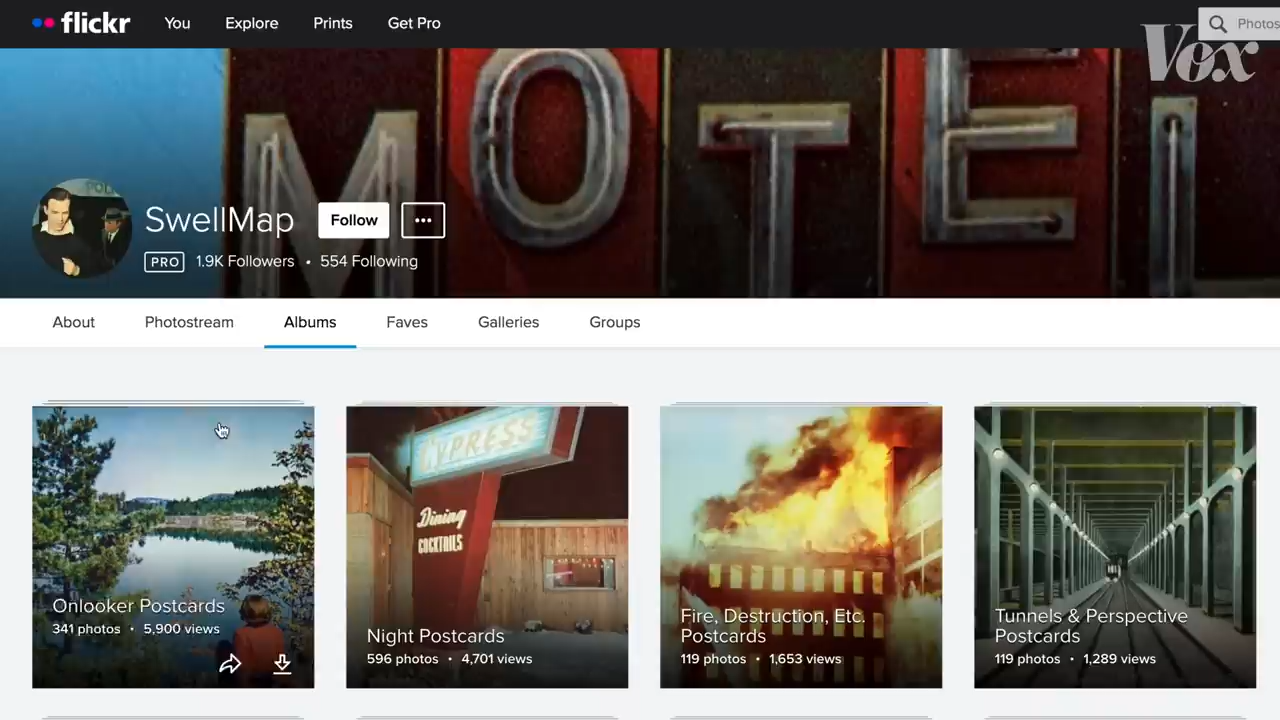 flickr You Explore Prints Get Pro Photos
Vox
MOTEL
POL
SwellMap Follow
PRO 1.9K Followers • 554 Following
About Photostream Albums Faves Galleries Groups
Onlooker Postcards
341 photos • 5,900 views
CYPRESS
Dining
COCKTAILS
Night Postcards
596 photos • 4,701 views
Fire, Destruction, Etc.
Postcards
119 photos • 1,653 views
Tunnels & Perspective
Postcards
119 photos • 1,289 views